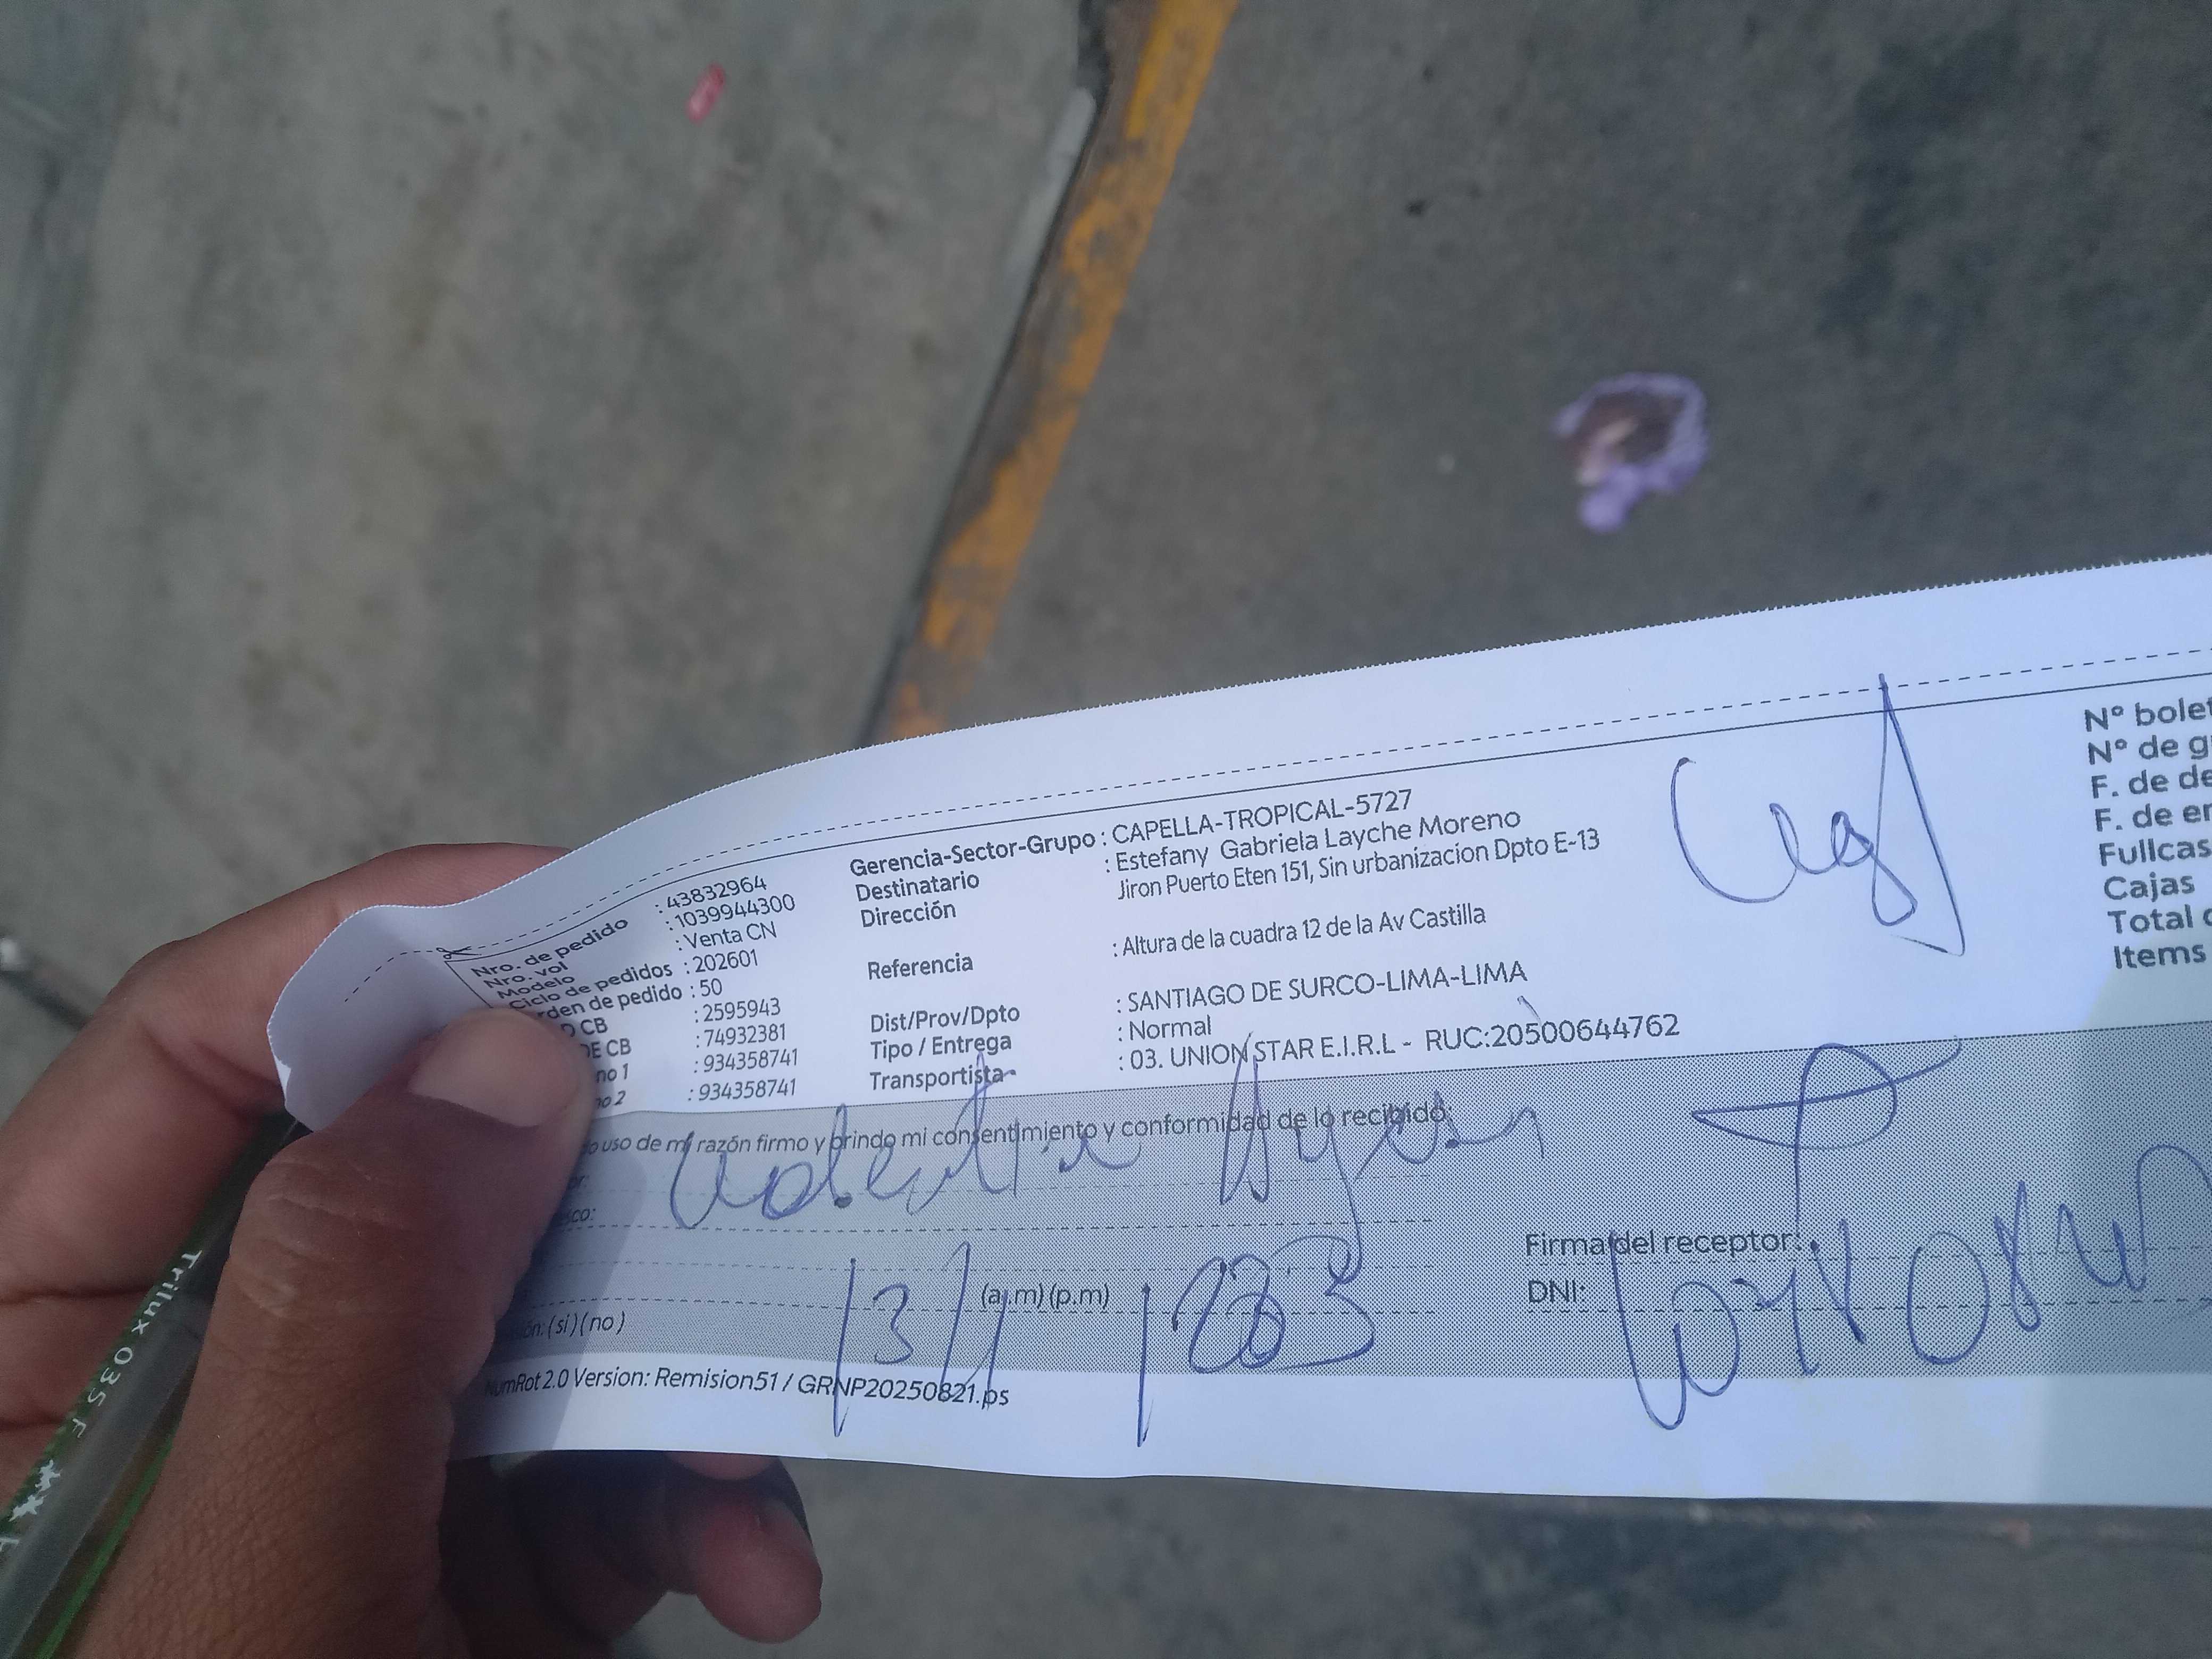 Nro. de pedido : 43832964
Nro. vol : 1039944300
Modelo : Venta CN
Ciclo de pedidos : 202601
rden de pedido : 50
D CB : 2595943
DE CB : 74932381
no 1 : 934358741
no 2 : 934358741
Gerencia-Sector-Grupo : CAPELLA-TROPICAL-5727
Destinatario : Estefany Gabriela Layche Moreno
Dirección Jiron Puerto Eten 151, Sin urbanizacion Dpto E-13
Referencia : Altura de la cuadra 12 de la Av Castilla
Dist/Prov/Dpto : SANTIAGO DE SURCO-LIMA-LIMA
Tipo / Entrega : Normal
Transportista : 03. UNION STAR E.I.R.L - RUC:20500644762
N° bolet
N° de g
F. de de
F. de er
Fullcas
Cajas
Total
Items
uso de mi razón firmo y brindo mi consentimiento y conformidad de lo recibido:
(a.m) (p.m)
(si) (no)
Firma del receptor:
DNI:
NumRot 2.0 Version: Remision51 / GRNP20250821.ps
Trilux 035 F